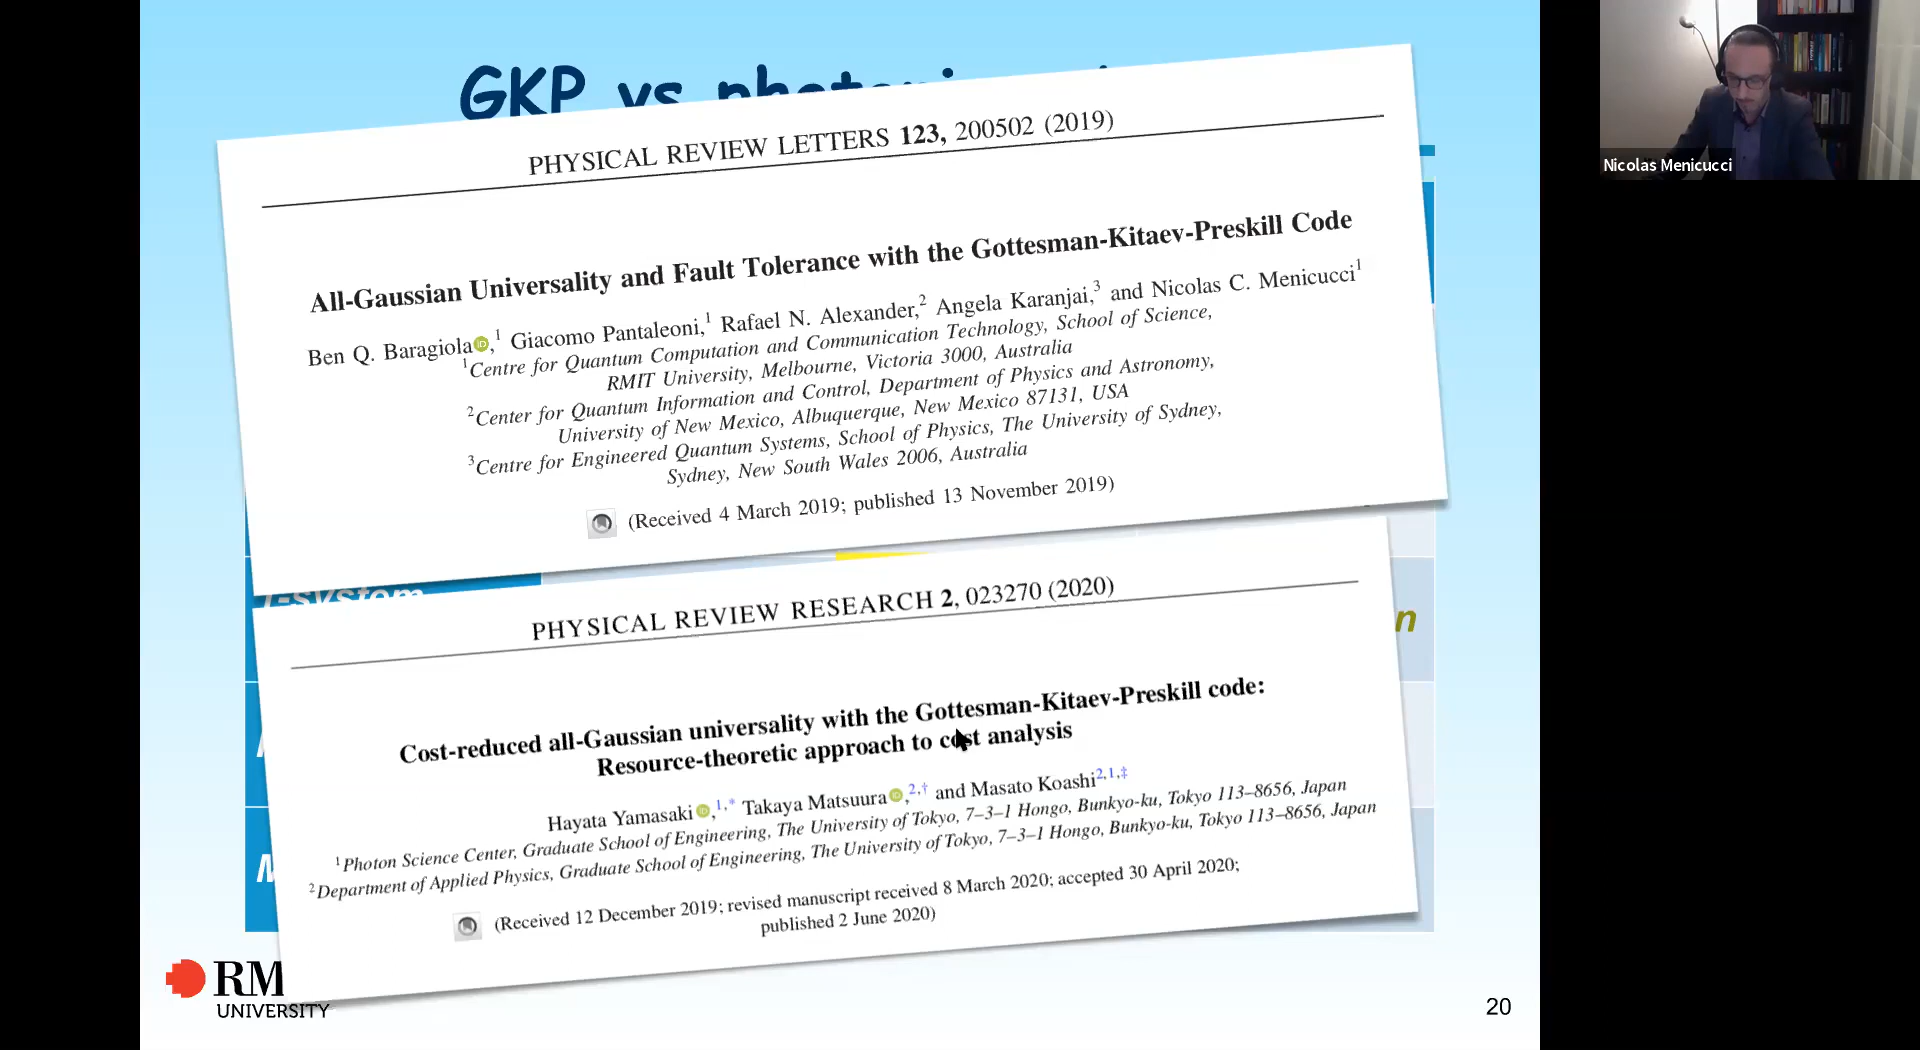 GKP vs
PHYSICAL REVIEW LETTERS 123, 200502 (2019)
All-Gaussian Universality and Fault Tolerance with the Gottesman-Kitaev-Preskill Code
Ben Q. Baragiola,1 Giacomo Pantaleoni,1 Rafael N. Alexander,2 Angela Karanjai,3 and Nicolas C. Menicucci1
1Centre for Quantum Computation and Communication Technology, School of Science,
RMIT University, Melbourne, Victoria 3000, Australia
2Center for Quantum Information and Control, Department of Physics and Astronomy,
University of New Mexico, Albuquerque, New Mexico 87131, USA
3Centre for Engineered Quantum Systems, School of Physics, The University of Sydney,
Sydney, New South Wales 2006, Australia
(Received 4 March 2019; published 13 November 2019)
PHYSICAL REVIEW RESEARCH 2, 023270 (2020)
Cost-reduced all-Gaussian universality with the Gottesman-Kitaev-Preskill code:
Resource-theoretic approach to cost analysis
Hayata Yamasaki,1,* Takaya Matsuura,2,† and Masato Koashi2,1,‡
1Photon Science Center, Graduate School of Engineering, The University of Tokyo, 7–3–1 Hongo, Bunkyo-ku, Tokyo 113–8656, Japan
2Department of Applied Physics, Graduate School of Engineering, The University of Tokyo, 7–3–1 Hongo, Bunkyo-ku, Tokyo 113–8656, Japan
(Received 12 December 2019; revised manuscript received 8 March 2020; accepted 30 April 2020;
published 2 June 2020)
RM
UNIVERSITY
20
Nicolas Menicucci